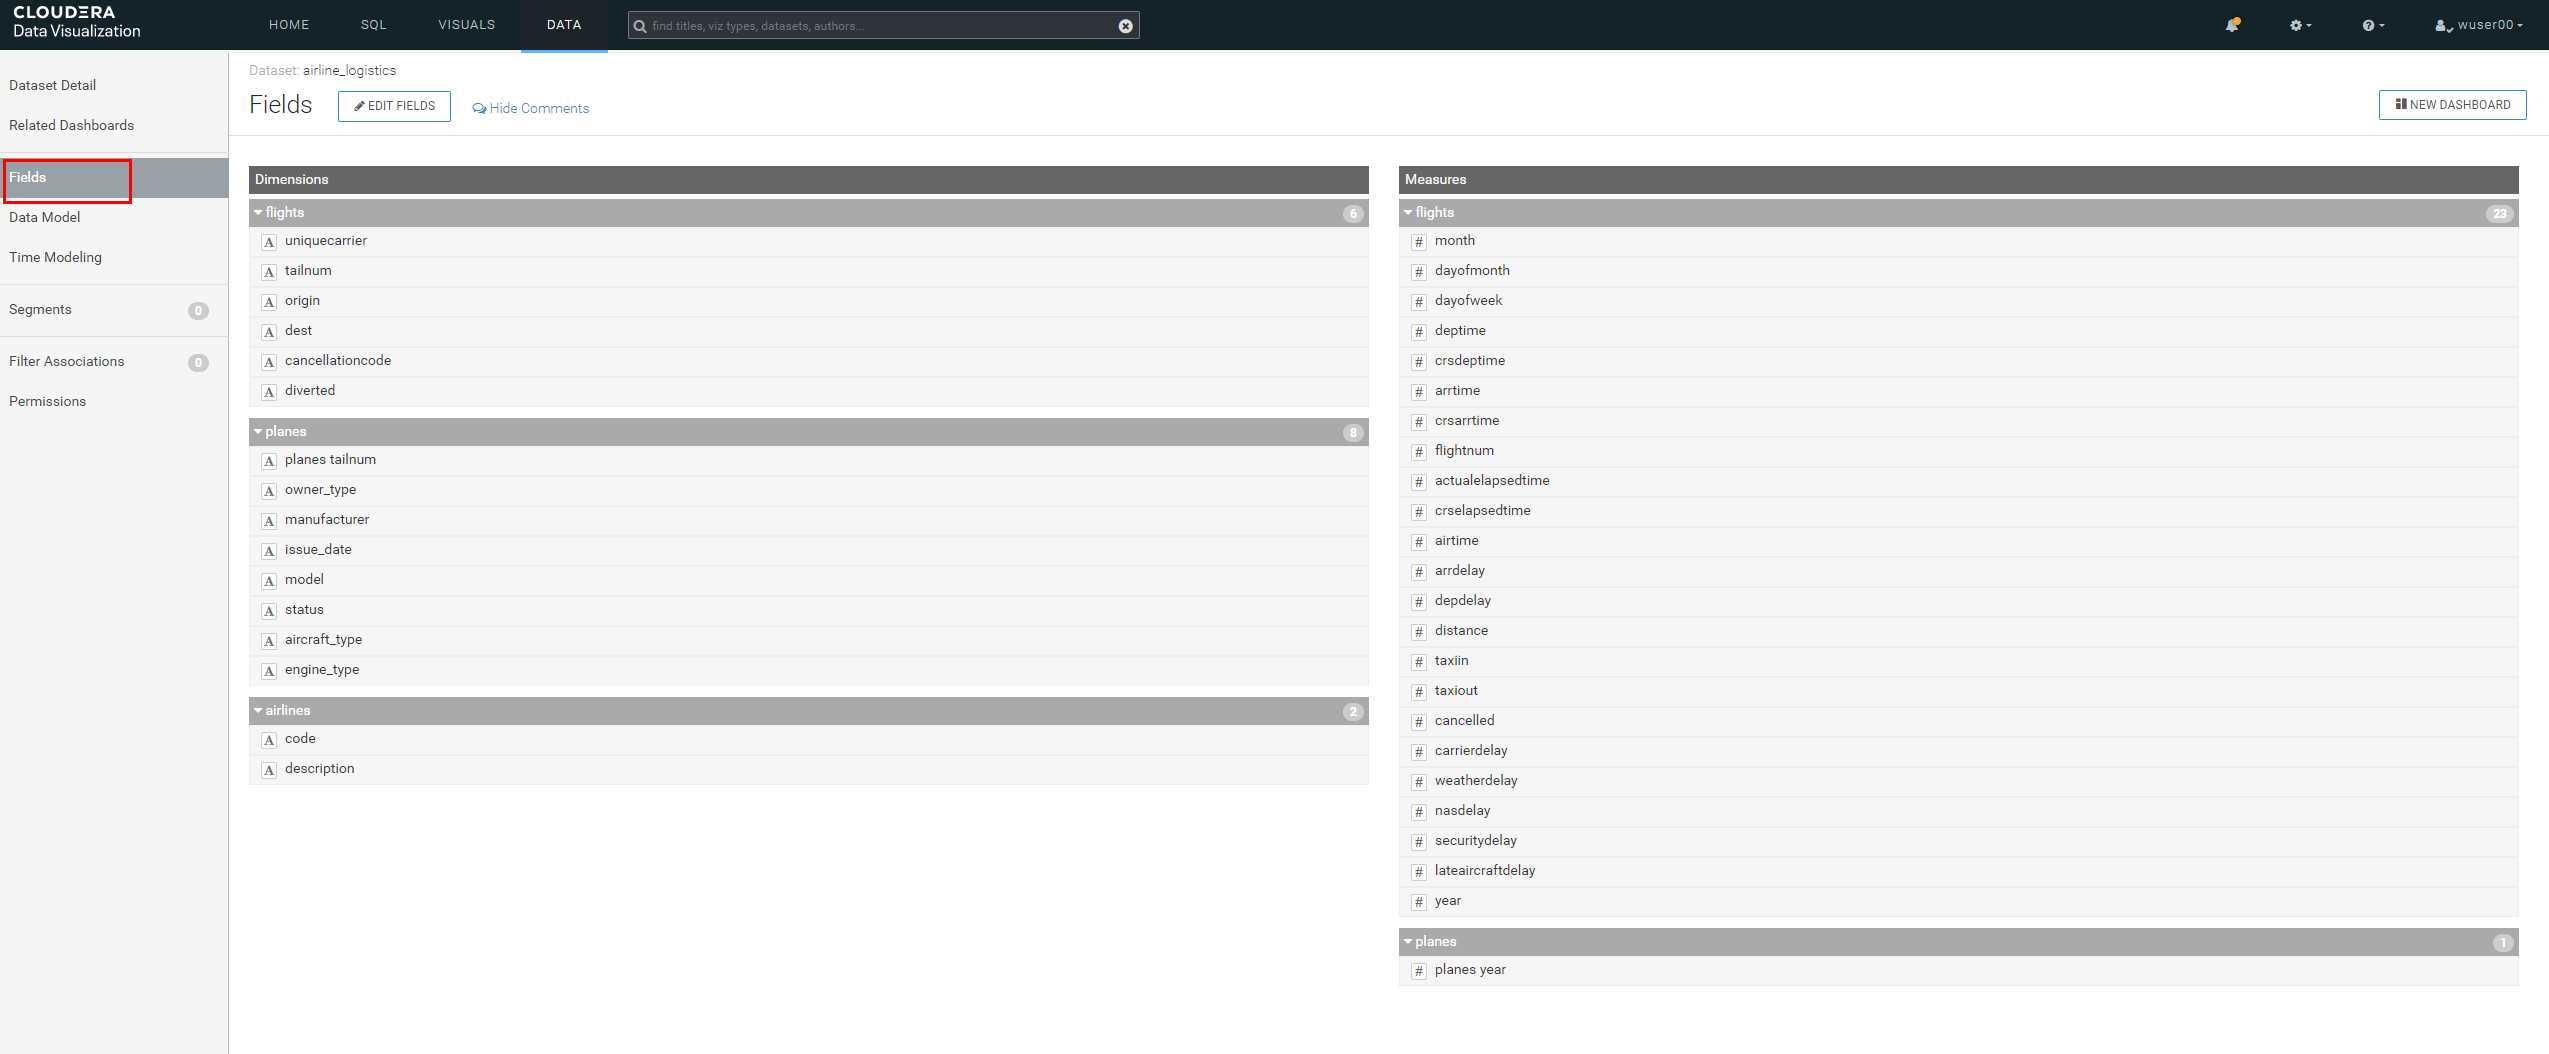 CLOUDERA
Data Visualization
HOME
SQL
VISUALS
DATA
find titles, viz types, datasets, authors...
wuser00
Dataset Detail
Related Dashboards
Fields
Data Model
Time Modeling
Segments 0
Filter Associations 0
Permissions
Dataset: airline_logistics
Fields
EDIT FIELDS
Hide Comments
NEW DASHBOARD
Dimensions
flights 6
A uniquecarrier
A tailnum
A origin
A dest
A cancellationcode
A diverted
planes 8
A planes tailnum
A owner_type
A manufacturer
A issue_date
A model
A status
A aircraft_type
A engine_type
airlines 2
A code
A description
Measures
flights 23
# month
# dayofmonth
# dayofweek
# deptime
# crsdeptime
# arrtime
# crsarrtime
# flightnum
# actualelapsedtime
# crselapsedtime
# airtime
# arrdelay
# depdelay
# distance
# taxiin
# taxiout
# cancelled
# carrierdelay
# weatherdelay
# nasdelay
# securitydelay
# lateaircraftdelay
# year
planes 1
# planes year